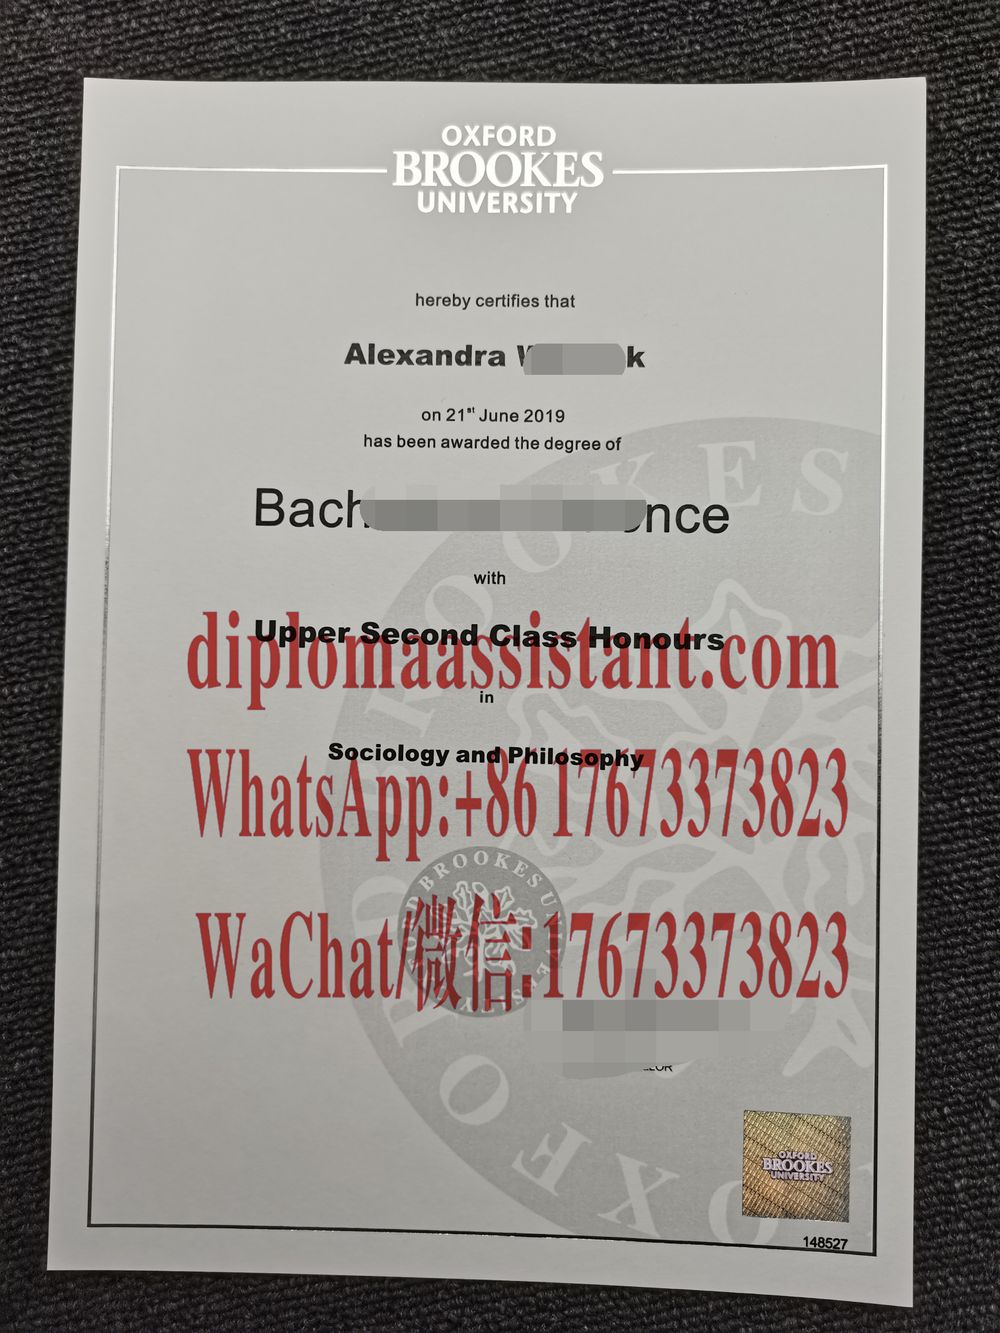 OXFORD
BROOKES
UNIVERSITY
hereby certifies that
Alexandra
on 21st June 2019
has been awarded the degree of
with
Upper Second Class Honours
diplomaassistant.com
in
Sociology and Philosophy
WhatsApp:+86 17673373823
WaChat/微信:17673373823
OXFORD
BROOKES
UNIVERSITY
148527